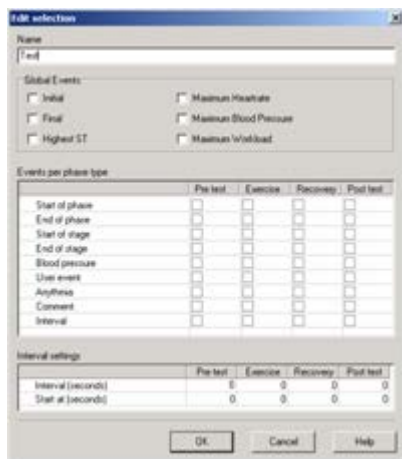 Edit selection
Name
Test
Global Events
Initial
Maximum Heartrate
Final
Maximum Blood Pressure
Highest ST
Maximum Workload
Events per phase type
Pre test Exercise Recovery Post test
Start of phase
End of phase
Start of stage
End of stage
Blood pressure
User event
Arrythmia
Comment
Interval
Interval settings
Pre test Exercise Recovery Post test
Interval (seconds) 0 0 0 0
Start at (seconds) 0 0 0 0
OK Cancel Help